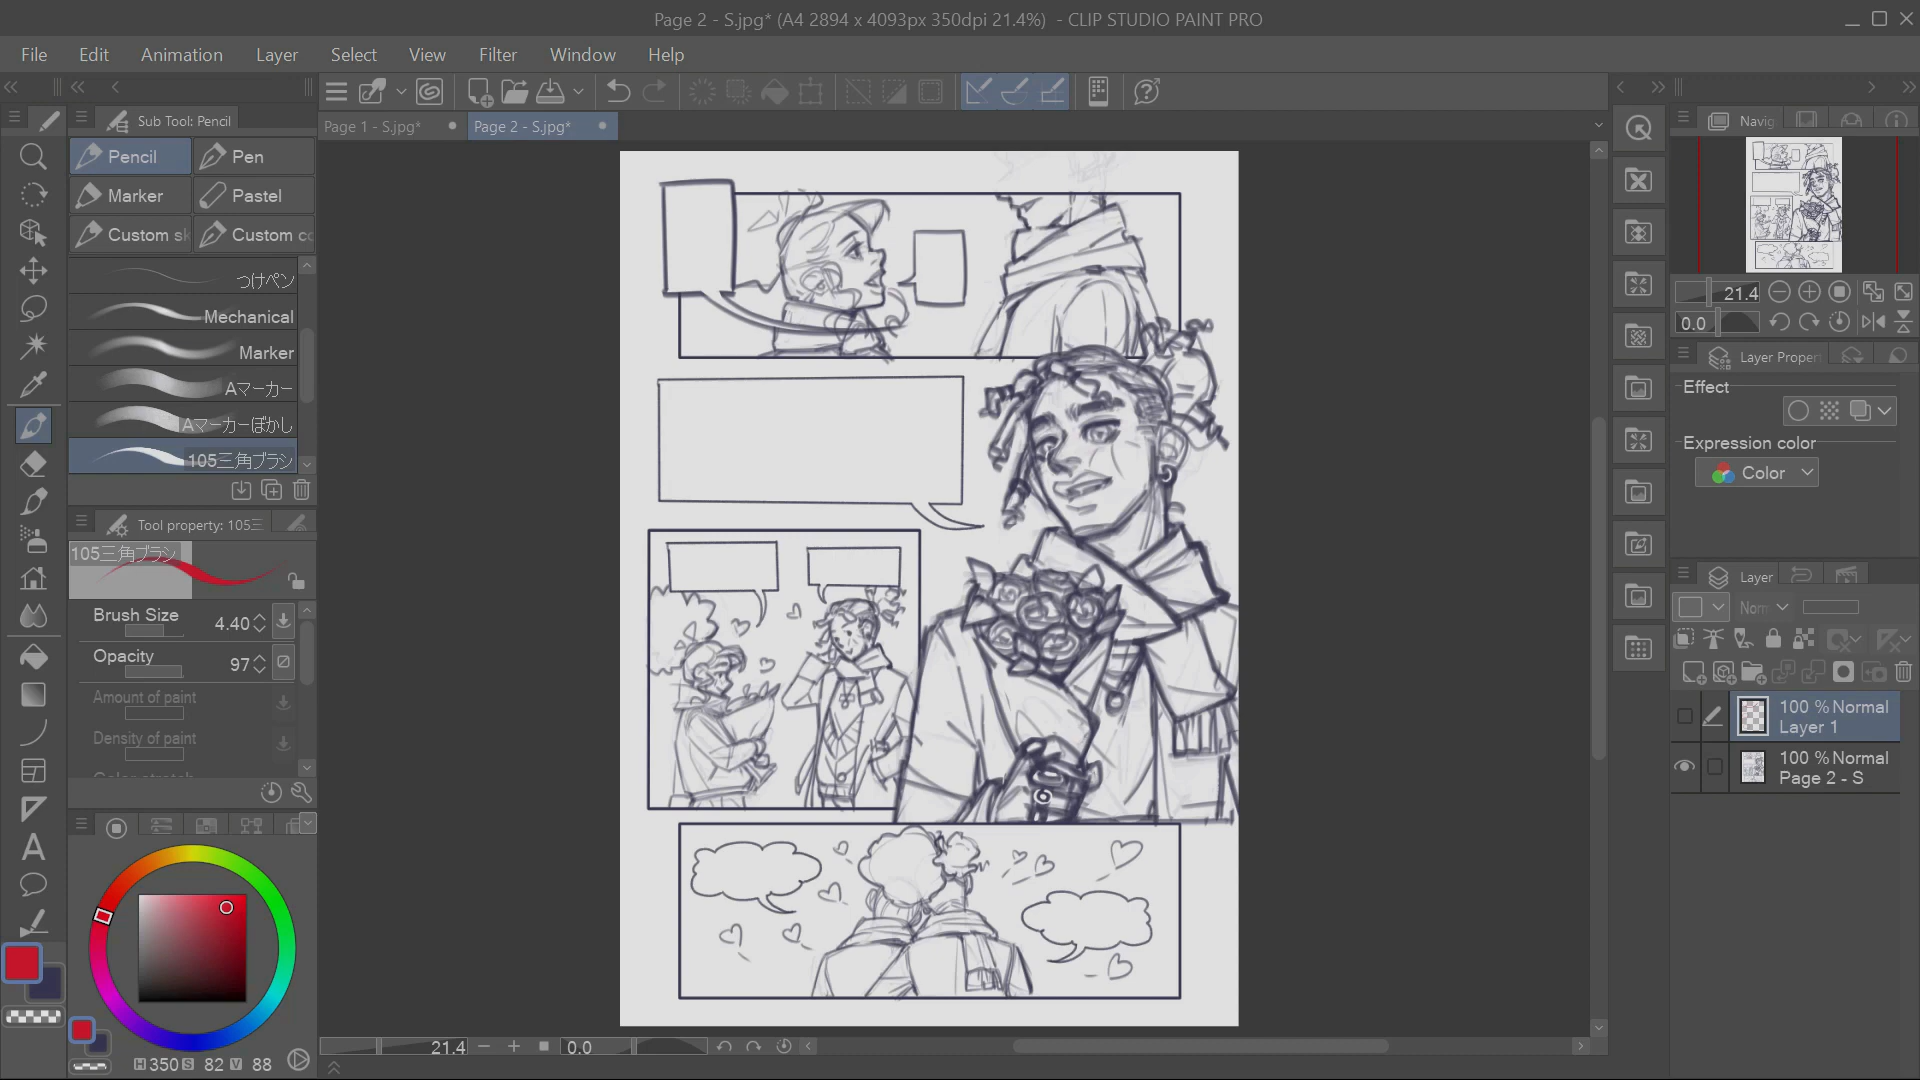 Page 2 - S.jpg* (A4 2894 x 4093px 350dpi 21.4%) - CLIP STUDIO PAINT PRO
File Edit Animation Layer Select View Filter Window Help
Sub Tool: Pencil
Page 1 - S.jpg*
Page 2 - S.jpg*
Navig
Pencil
Pen
Marker
Pastel
Custom sk
Custom co
つけペン
Mechanical
Marker
Aマーカー
Aマーカーぼかし
105三角ブラシ
Tool property: 105三
105三角ブラシ
Brush Size 4.40
Opacity 97
Amount of paint
Density of paint
H 350 S 82 V 88
21.4
0.0
21.4
0.0
Layer Proper
Effect
Expression color
Color
Layer
Norm
100 % Normal
Layer 1
100 % Normal
Page 2 - S